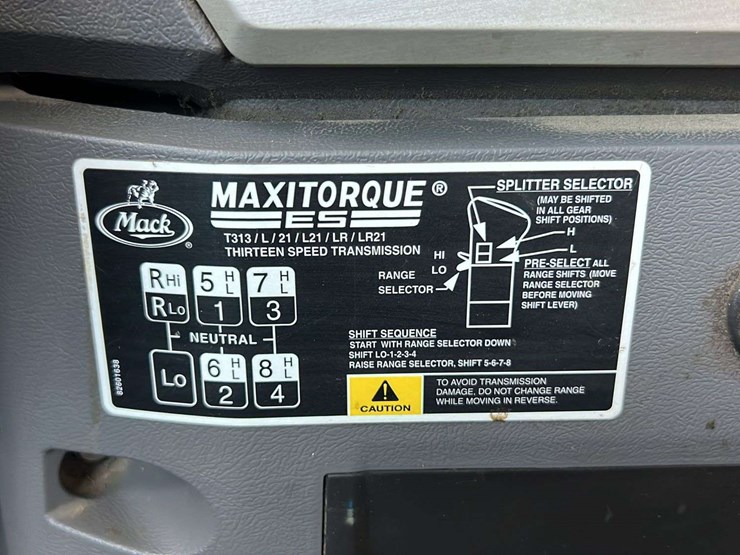 Mack ®
MAXITORQUE ®
ES
T313 / L / 21 / L21 / LR / LR21
THIRTEEN SPEED TRANSMISSION
RHI 5 H L 7 H L
RLO 1 3
NEUTRAL
LO 6 H L 8 H L
2 4
82601638
SPLITTER SELECTOR
(MAY BE SHIFTED
IN ALL GEAR
SHIFT POSITIONS)
H
L
HI
LO
RANGE
SELECTOR
PRE-SELECT ALL
RANGE SHIFTS (MOVE
RANGE SELECTOR
BEFORE MOVING
SHIFT LEVER)
SHIFT SEQUENCE
START WITH RANGE SELECTOR DOWN
SHIFT LO-1-2-3-4
RAISE RANGE SELECTOR, SHIFT 5-6-7-8
CAUTION
TO AVOID TRANSMISSION
DAMAGE, DO NOT CHANGE RANGE
WHILE MOVING IN REVERSE.